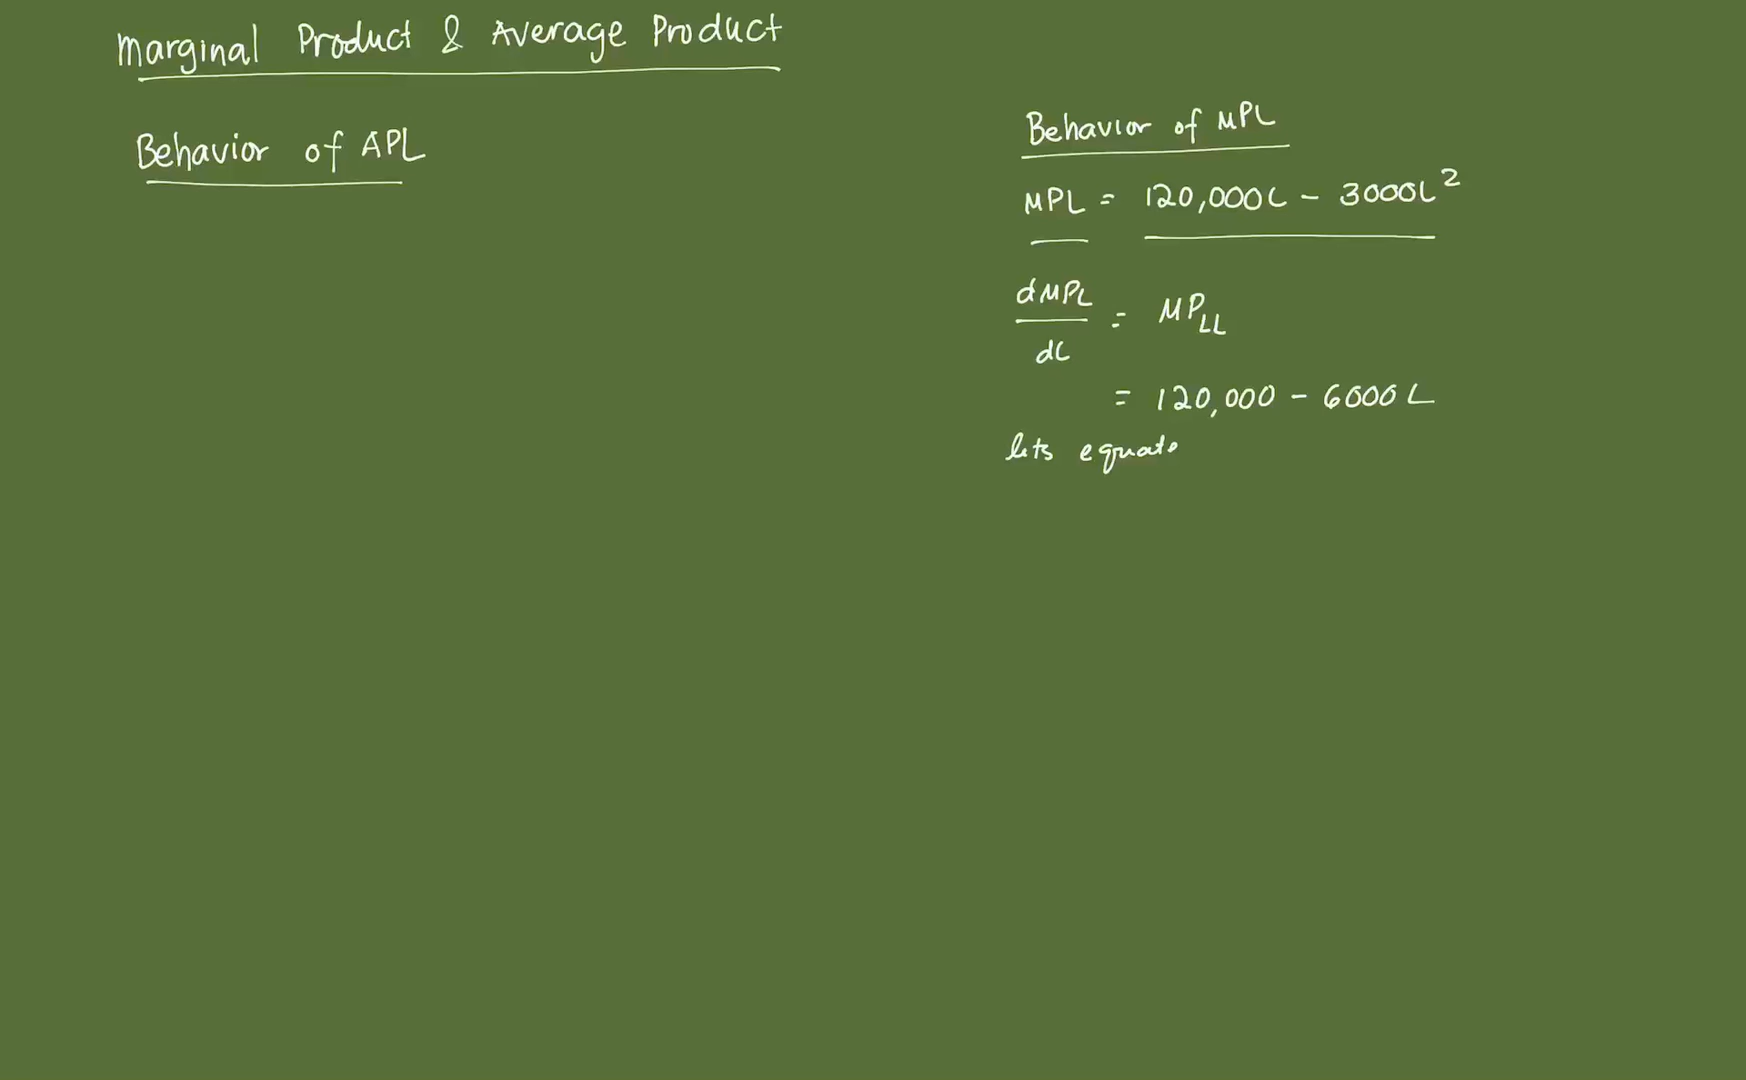 Marginal Product & Average Product
Behavior of APL
Behavior of MPL
MPL = 120,000L - 3000L²
dMPL/dL = MP_LL
= 120,000 - 6000L
lets equate